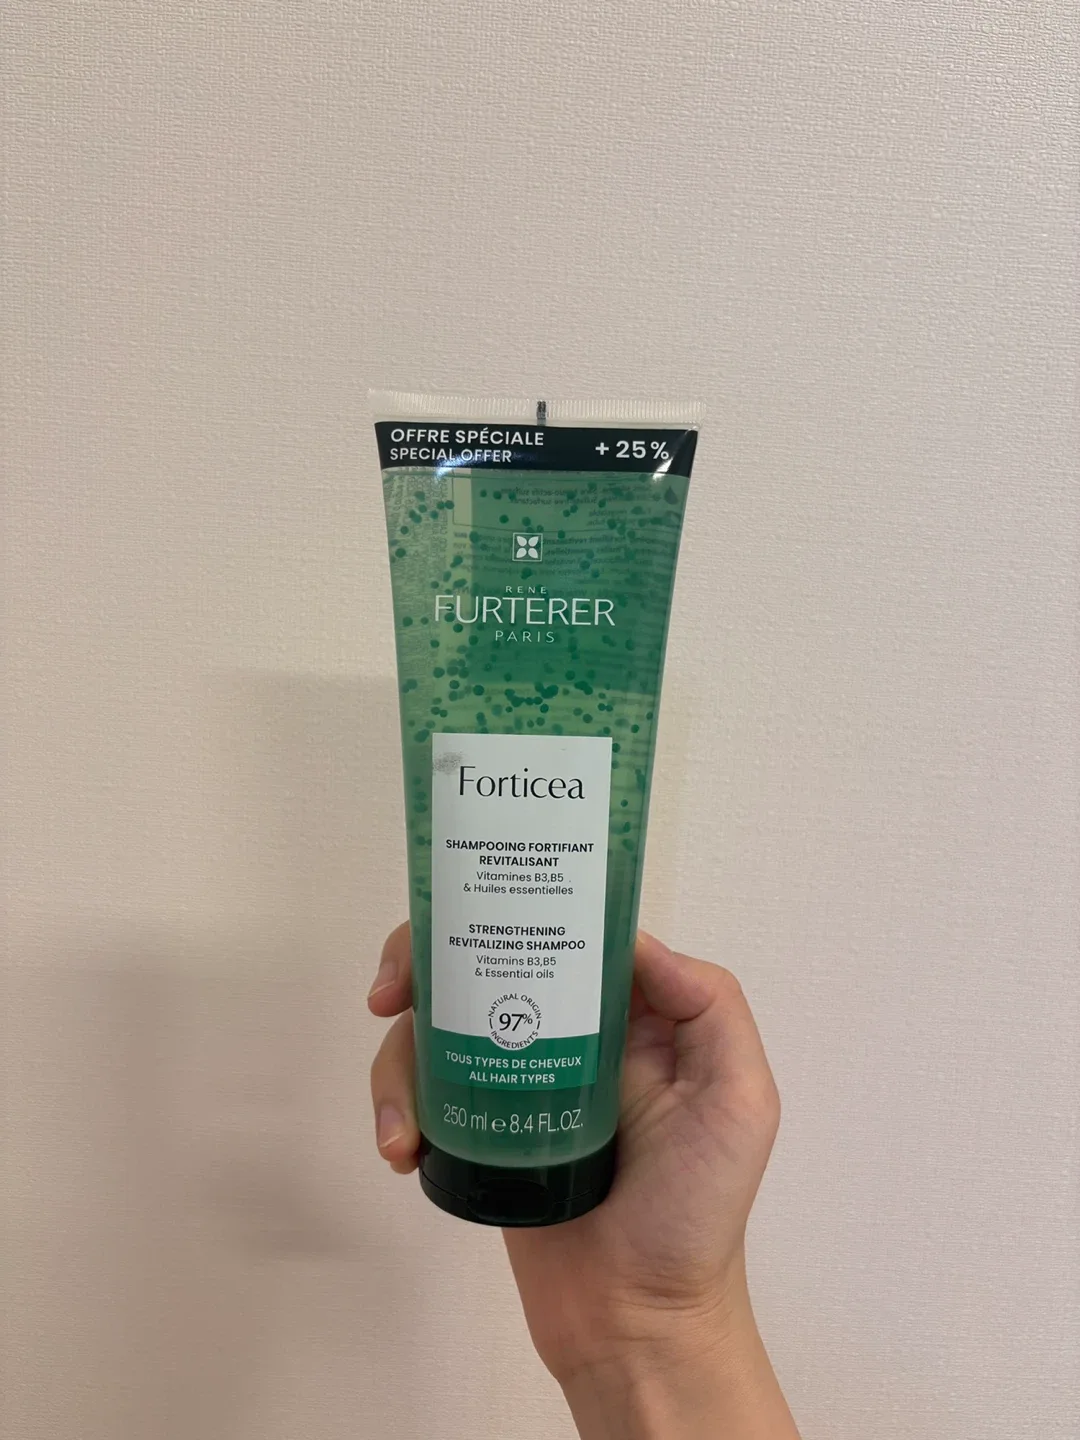 OFFRE SPÉCIALE
SPECIAL OFFER
+ 25%
RENE
FURTERER
PARIS
Forticea
SHAMPOOING FORTIFIANT
REVITALISANT
Vitamines B3,B5
& Huiles essentielles
STRENGTHENING
REVITALIZING SHAMPOO
Vitamins B3,B5
& Essential oils
NATURAL ORIGIN
97%
INGREDIENTS
TOUS TYPES DE CHEVEUX
ALL HAIR TYPES
250 ml e 8,4 FL.OZ.